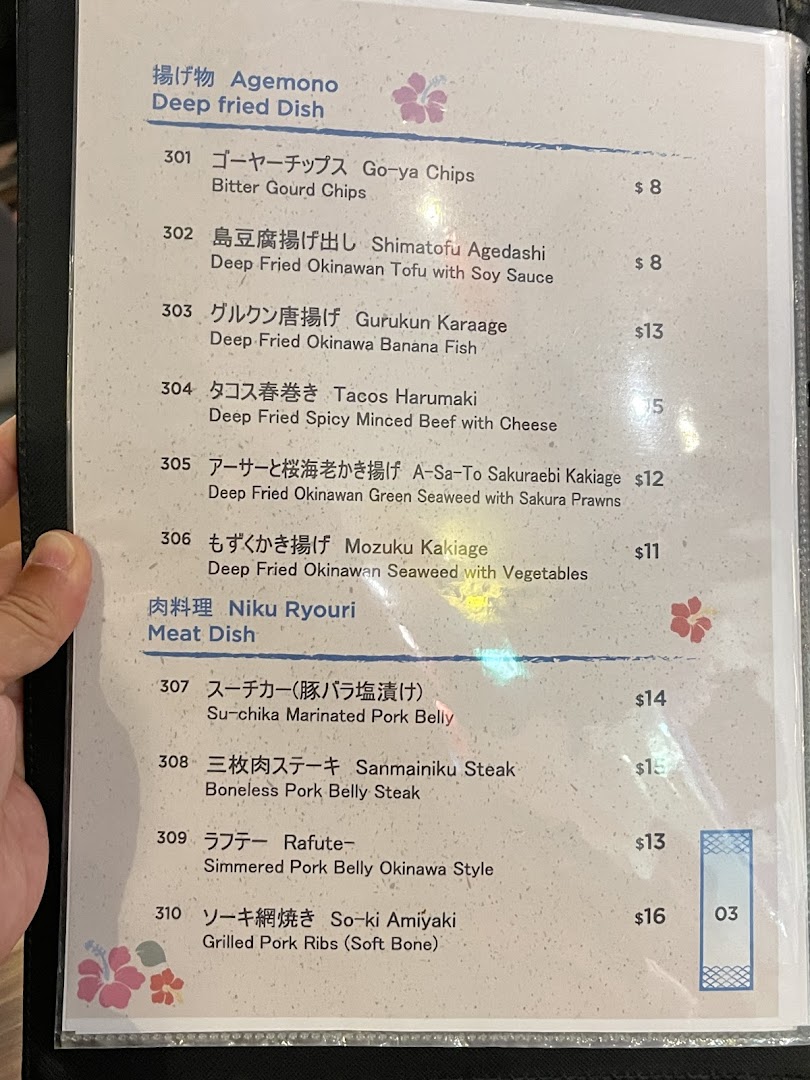 揚げ物 Agemono
Deep fried Dish
301 ゴーヤーチップス Go-ya Chips $ 8
Bitter Gourd Chips
302 島豆腐揚げ出し Shimatofu Agedashi $ 8
Deep Fried Okinawan Tofu with Soy Sauce
303 グルクン唐揚げ Gurukun Karaage $13
Deep Fried Okinawa Banana Fish
304 タコス春巻き Tacos Harumaki
Deep Fried Spicy Minced Beef with Cheese
305 アーサーと桜海老かき揚げ A-Sa-To Sakuraebi Kakiage $12
Deep Fried Okinawan Green Seaweed with Sakura Prawns
306 もずくかき揚げ Mozuku Kakiage $11
Deep Fried Okinawan Seaweed with Vegetables
肉料理 Niku Ryouri
Meat Dish
307 スーチカー(豚バラ塩漬け) $14
Su-chika Marinated Pork Belly
308 三枚肉ステーキ Sanmainiku Steak $15
Boneless Pork Belly Steak
309 ラフテー Rafute- $13
Simmered Pork Belly Okinawa Style
310 ソーキ網焼き So-ki Amiyaki $16
Grilled Pork Ribs (Soft Bone)
03